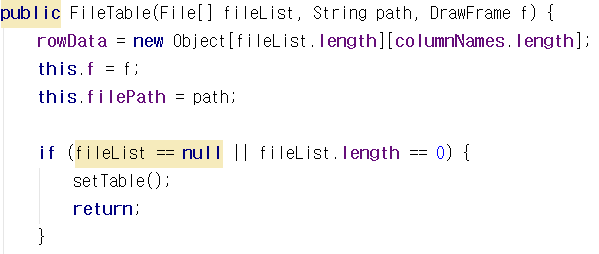 public FileTable(File[] fileList, String path, DrawFrame f) {
rowData = new Object[fileList.length][columnNames.length];
this.f = f;
this.filePath = path;
if (fileList == null || fileList.length == 0) {
setTable();
return;
}